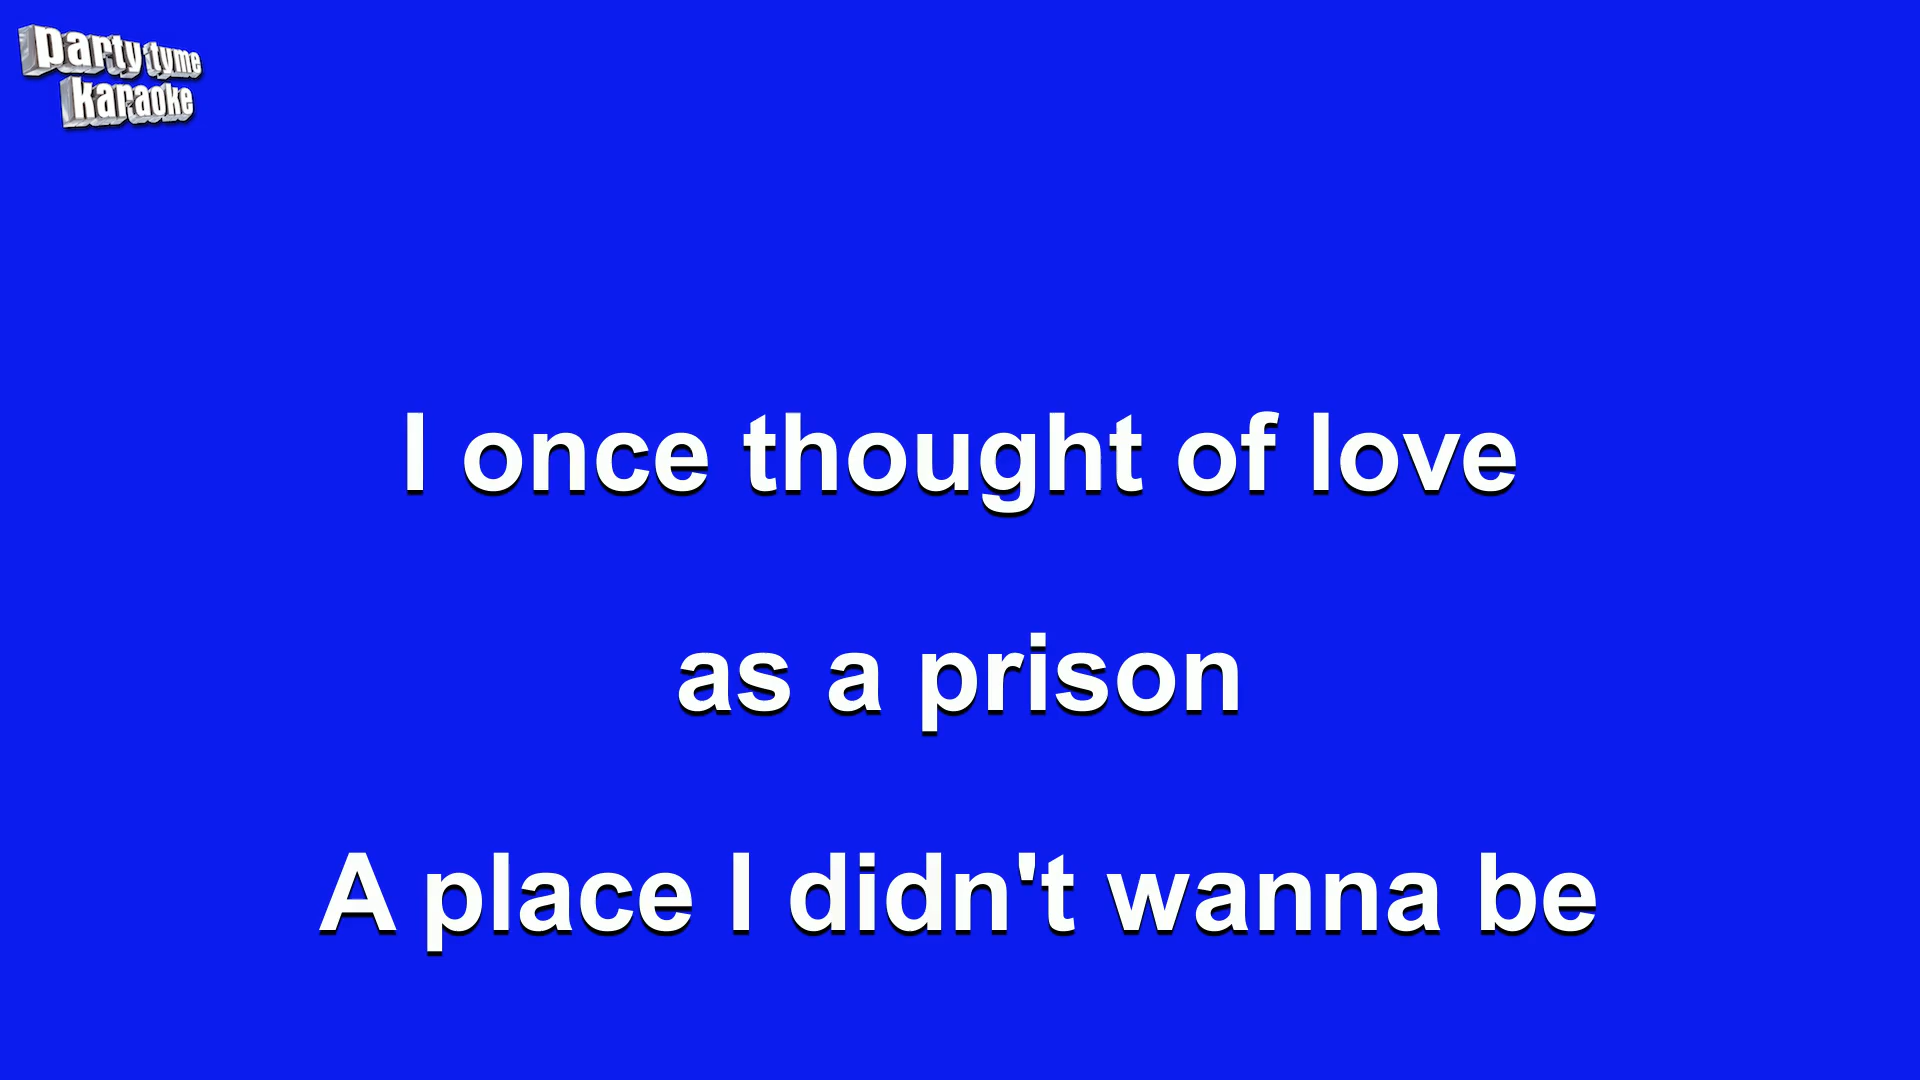 party tyme
karaoke
I once thought of love
as a prison
A place I didn't wanna be